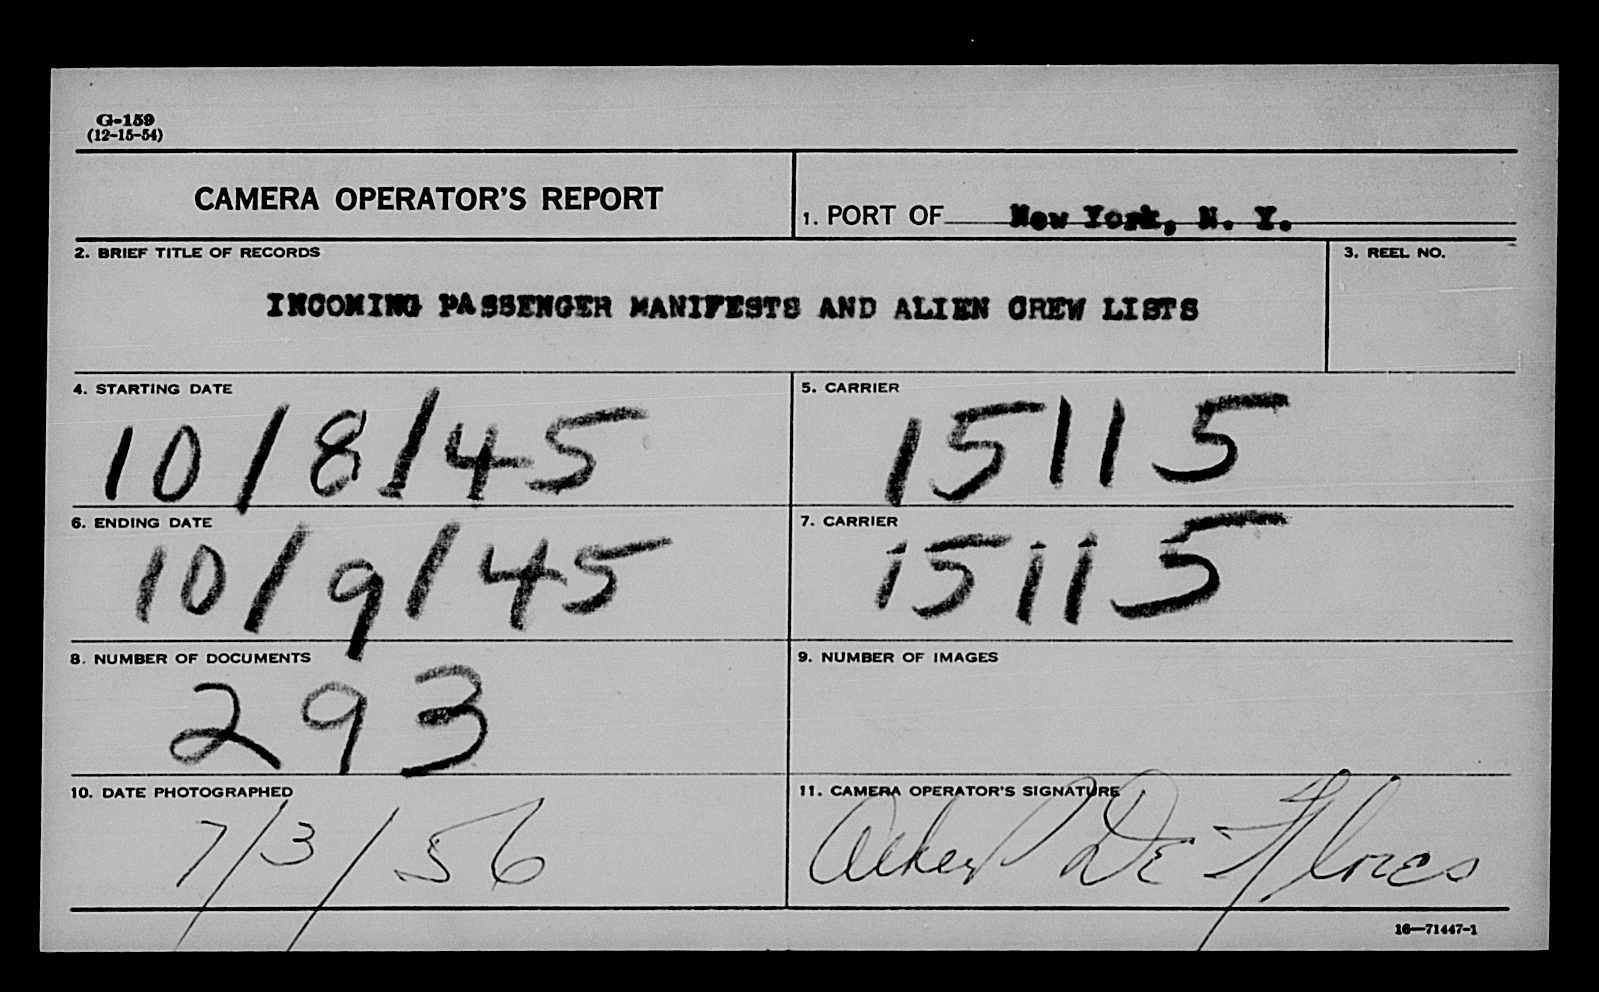 G-159
(12-15-54)
CAMERA OPERATOR'S REPORT
1. PORT OF New York, N. Y.
2. BRIEF TITLE OF RECORDS
3. REEL NO.
INCOMING PASSENGER MANIFESTS AND ALIEN CREW LISTS
4. STARTING DATE
10/8/45
5. CARRIER
15115
6. ENDING DATE
10/9/45
7. CARRIER
15115
8. NUMBER OF DOCUMENTS
293
9. NUMBER OF IMAGES
10. DATE PHOTOGRAPHED
7/3/56
11. CAMERA OPERATOR'S SIGNATURE
De Flores
16—71447-1